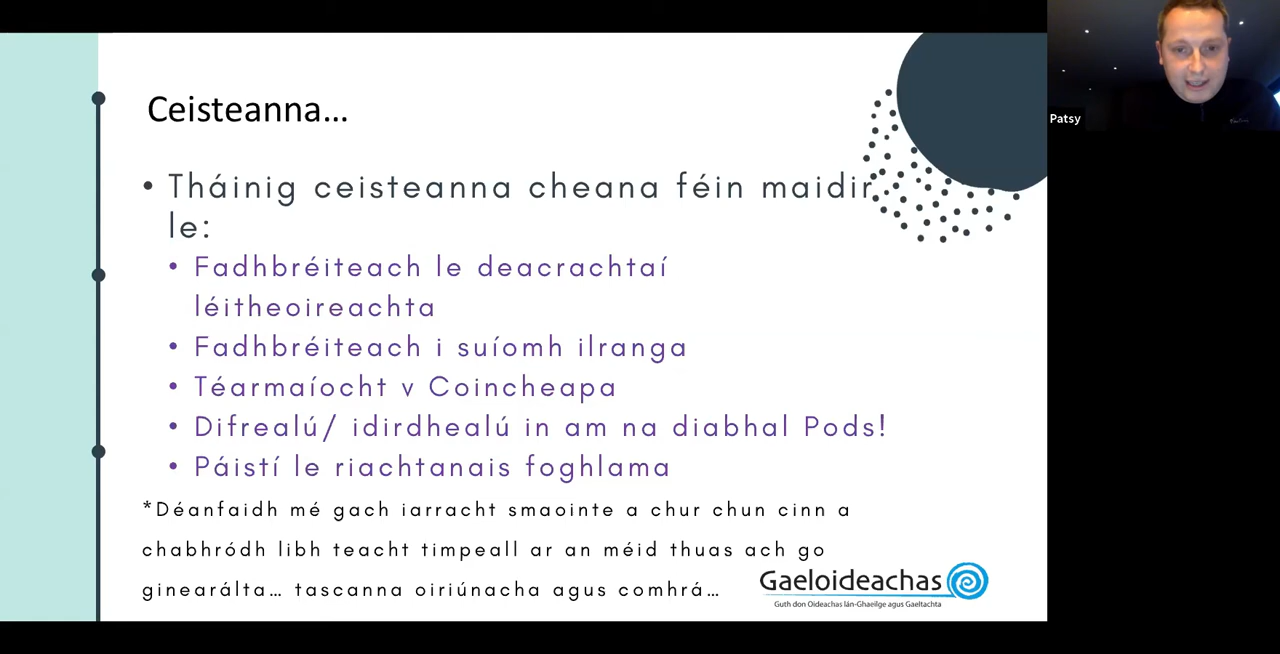 Ceisteanna…
• Tháinig ceisteanna cheana féin maidir
le:
• Fadhbréiteach le deacrachtaí
léitheoireachta
• Fadhbréiteach i suíomh ilranga
• Téarmaíocht v Coincheapa
• Difrealú/ idirdhealú in am na diabhal Pods!
• Páistí le riachtanais foghlama
*Déanfaidh mé gach iarracht smaointe a chur chun cinn a
chabhródh libh teacht timpeall ar an méid thuas ach go
ginearálta… tascanna oiriúnacha agus comhrá…
Gaeloideachas
Guth don Oideachas lán-Ghaeilge agus Gaeltachta
Patsy